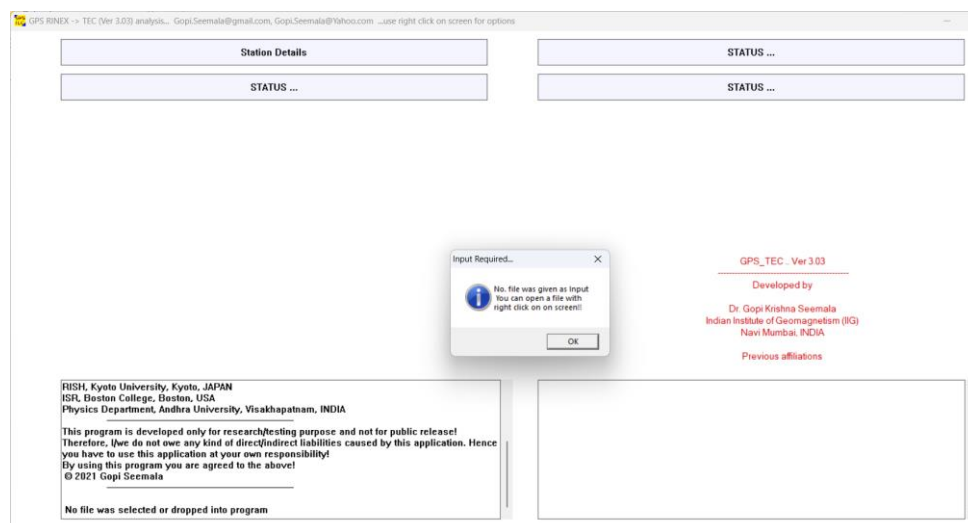 GPS RINEX -> TEC (Ver 3.03) analysis... Gopi.Seemala@gmail.com, Gopi.Seemala@Yahoo.com ...use right click on screen for options
Station Details
STATUS ...
STATUS ...
STATUS ...
Input Required...
No. file was given as Input
You can open a file with
right click on on screen!!
OK
GPS_TEC .. Ver 3.03
Developed by
Dr. Gopi Krishna Seemala
Indian Institute of Geomagnetism (IIG)
Navi Mumbai, INDIA
Previous affiliations
RISH, Kyoto University, Kyoto, JAPAN
ISR, Boston College, Boston, USA
Physics Department, Andhra University, Visakhapatnam, INDIA
This program is developed only for research/testing purpose and not for public release!
Therefore, I/we do not owe any kind of direct/indirect liabilities caused by this application. Hence
you have to use this application at your own responsibility!
By using this program you are agreed to the above!
© 2021 Gopi Seemala
No file was selected or dropped into program